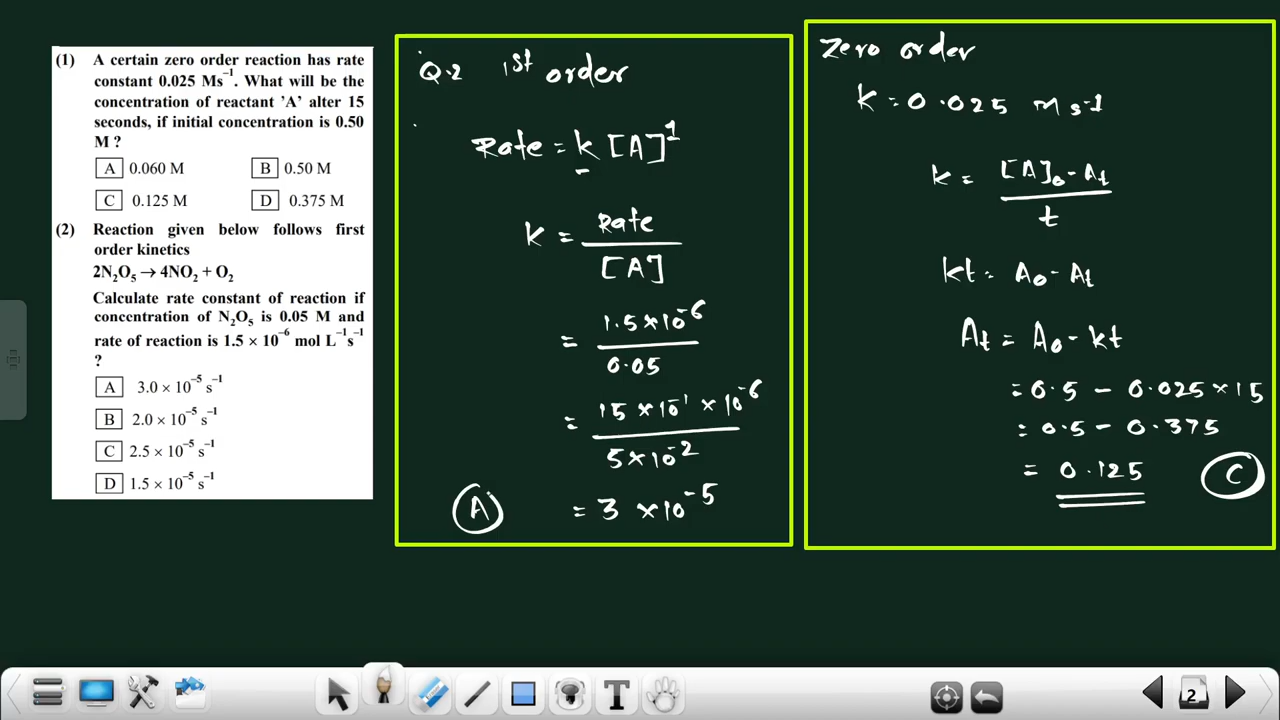 (1) A certain zero order reaction has rate
constant 0.025 Ms⁻¹. What will be the
concentration of reactant 'A' alter 15
seconds, if initial concentration is 0.50
M ?
A 0.060 M B 0.50 M
C 0.125 M D 0.375 M
(2) Reaction given below follows first
order kinetics
2N₂O₅ → 4NO₂ + O₂
Calculate rate constant of reaction if
concentration of N₂O₅ is 0.05 M and
rate of reaction is 1.5 × 10⁻⁶ mol L⁻¹s⁻¹
?
A 3.0 × 10⁻⁵ s⁻¹
B 2.0 × 10⁻⁵ s⁻¹
C 2.5 × 10⁻⁵ s⁻¹
D 1.5 × 10⁻⁵ s⁻¹
Q.2 1st order
Rate = k [A]¹
K = Rate / [A]
= 1.5×10⁻⁶ / 0.05
= 15 × 10⁻¹ × 10⁻⁶ / 5×10⁻²
A = 3 × 10⁻⁵
Zero order
K = 0.025 M s-1
K = [A]₀ - At / t
kt = A₀ - At
At = A₀ - kt
= 0.5 - 0.025×15
= 0.5 - 0.375
= 0.125 C
T 2